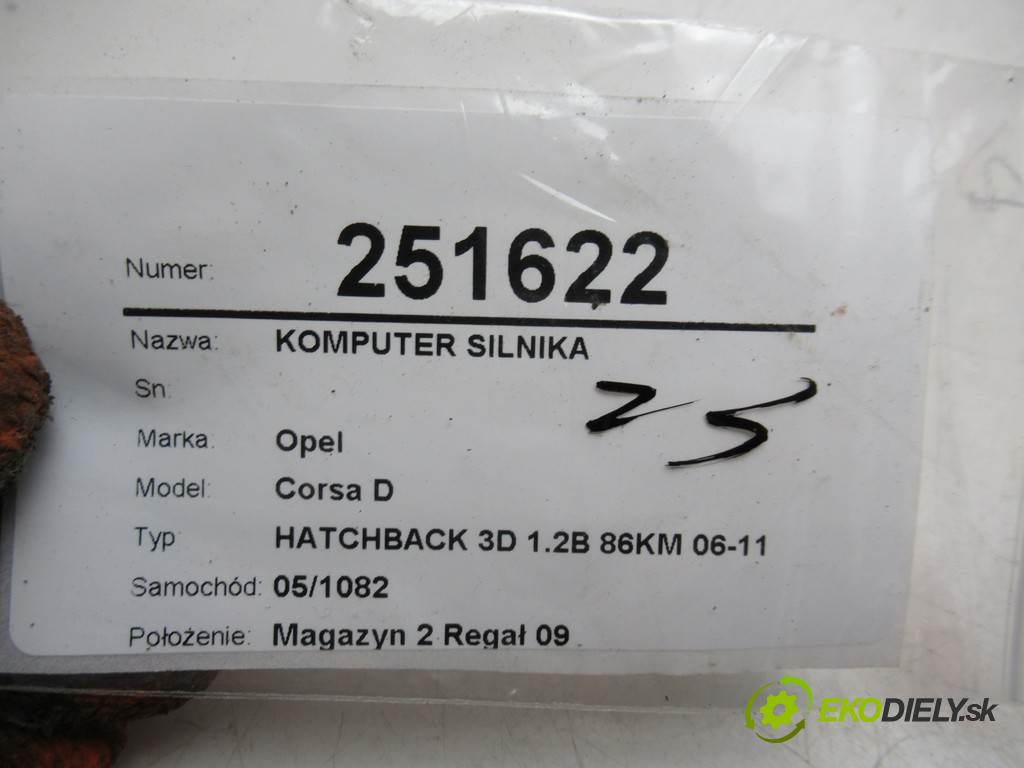 Numer: 251622
Nazwa: KOMPUTER SILNIKA
Sn:
25
Marka: Opel
Model: Corsa D
Typ: HATCHBACK 3D 1.2B 86KM 06-11
Samochód: 05/1082
Położenie: Magazyn 2 Regał 09
EKODIELY.sk